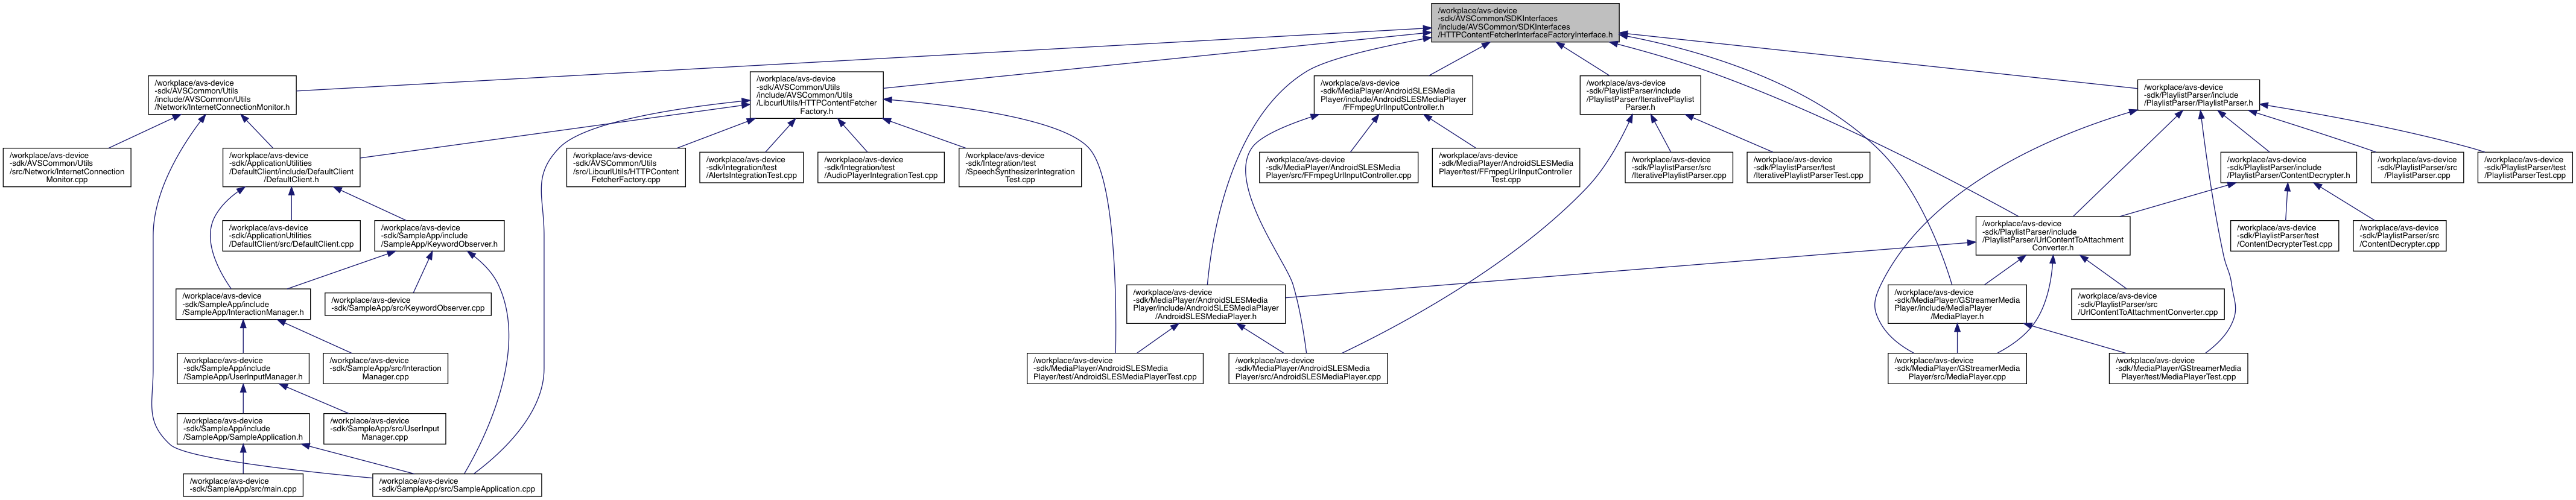 /workplace/avs-device
-sdk/AVSCommon/SDKInterfaces
/include/AVSCommon/SDKInterfaces
/HTTPContentFetcherInterfaceFactoryInterface.h
/workplace/avs-device
-sdk/AVSCommon/Utils
/include/AVSCommon/Utils
/Network/InternetConnectionMonitor.h
/workplace/avs-device
-sdk/AVSCommon/Utils
/include/AVSCommon/Utils
/LibcurlUtils/HTTPContentFetcher
Factory.h
/workplace/avs-device
-sdk/MediaPlayer/AndroidSLESMedia
Player/include/AndroidSLESMediaPlayer
/FFmpegUrlInputController.h
/workplace/avs-device
-sdk/PlaylistParser/include
/PlaylistParser/IterativePlaylist
Parser.h
/workplace/avs-device
-sdk/PlaylistParser/include
/PlaylistParser/PlaylistParser.h
/workplace/avs-device
-sdk/AVSCommon/Utils
/src/Network/InternetConnection
Monitor.cpp
/workplace/avs-device
-sdk/ApplicationUtilities
/DefaultClient/include/DefaultClient
/DefaultClient.h
/workplace/avs-device
-sdk/AVSCommon/Utils
/src/LibcurlUtils/HTTPContent
FetcherFactory.cpp
/workplace/avs-device
-sdk/Integration/test
/AlertsIntegrationTest.cpp
/workplace/avs-device
-sdk/Integration/test
/AudioPlayerIntegrationTest.cpp
/workplace/avs-device
-sdk/Integration/test
/SpeechSynthesizerIntegration
Test.cpp
/workplace/avs-device
-sdk/MediaPlayer/AndroidSLESMedia
Player/src/FFmpegUrlInputController.cpp
/workplace/avs-device
-sdk/MediaPlayer/AndroidSLESMedia
Player/test/FFmpegUrlInputController
Test.cpp
/workplace/avs-device
-sdk/PlaylistParser/src
/IterativePlaylistParser.cpp
/workplace/avs-device
-sdk/PlaylistParser/test
/IterativePlaylistParserTest.cpp
/workplace/avs-device
-sdk/PlaylistParser/include
/PlaylistParser/ContentDecrypter.h
/workplace/avs-device
-sdk/PlaylistParser/src
/PlaylistParser.cpp
/workplace/avs-device
-sdk/PlaylistParser/test
/PlaylistParserTest.cpp
/workplace/avs-device
-sdk/ApplicationUtilities
/DefaultClient/src/DefaultClient.cpp
/workplace/avs-device
-sdk/SampleApp/include
/SampleApp/KeywordObserver.h
/workplace/avs-device
-sdk/PlaylistParser/include
/PlaylistParser/UrlContentToAttachment
Converter.h
/workplace/avs-device
-sdk/PlaylistParser/test
/ContentDecrypterTest.cpp
/workplace/avs-device
-sdk/PlaylistParser/src
/ContentDecrypter.cpp
/workplace/avs-device
-sdk/SampleApp/include
/SampleApp/InteractionManager.h
/workplace/avs-device
-sdk/SampleApp/src/KeywordObserver.cpp
/workplace/avs-device
-sdk/MediaPlayer/AndroidSLESMedia
Player/include/AndroidSLESMediaPlayer
/AndroidSLESMediaPlayer.h
/workplace/avs-device
-sdk/MediaPlayer/GStreamerMedia
Player/include/MediaPlayer
/MediaPlayer.h
/workplace/avs-device
-sdk/PlaylistParser/src
/UrlContentToAttachmentConverter.cpp
/workplace/avs-device
-sdk/SampleApp/include
/SampleApp/UserInputManager.h
/workplace/avs-device
-sdk/SampleApp/src/Interaction
Manager.cpp
/workplace/avs-device
-sdk/MediaPlayer/AndroidSLESMedia
Player/test/AndroidSLESMediaPlayerTest.cpp
/workplace/avs-device
-sdk/MediaPlayer/AndroidSLESMedia
Player/src/AndroidSLESMediaPlayer.cpp
/workplace/avs-device
-sdk/MediaPlayer/GStreamerMedia
Player/src/MediaPlayer.cpp
/workplace/avs-device
-sdk/MediaPlayer/GStreamerMedia
Player/test/MediaPlayerTest.cpp
/workplace/avs-device
-sdk/SampleApp/include
/SampleApp/SampleApplication.h
/workplace/avs-device
-sdk/SampleApp/src/UserInput
Manager.cpp
/workplace/avs-device
-sdk/SampleApp/src/main.cpp
/workplace/avs-device
-sdk/SampleApp/src/SampleApplication.cpp